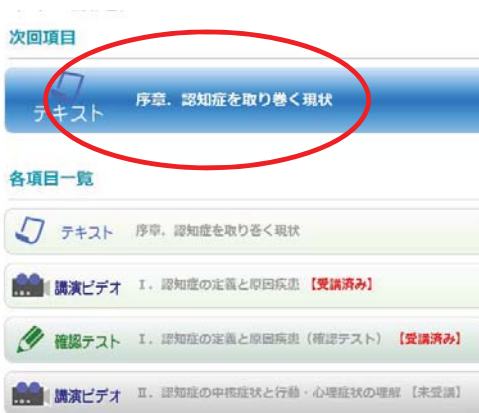 次回項目
テキスト 序章．認知症を取り巻く現状
各項目一覧
テキスト 序章．認知症を取り巻く現状
講演ビデオ Ⅰ．認知症の定義と原因疾患【受講済み】
確認テスト Ⅰ．認知症の定義と原因疾患（確認テスト）【受講済み】
講演ビデオ Ⅱ．認知症の中核症状と行動・心理症状の理解［未受講］